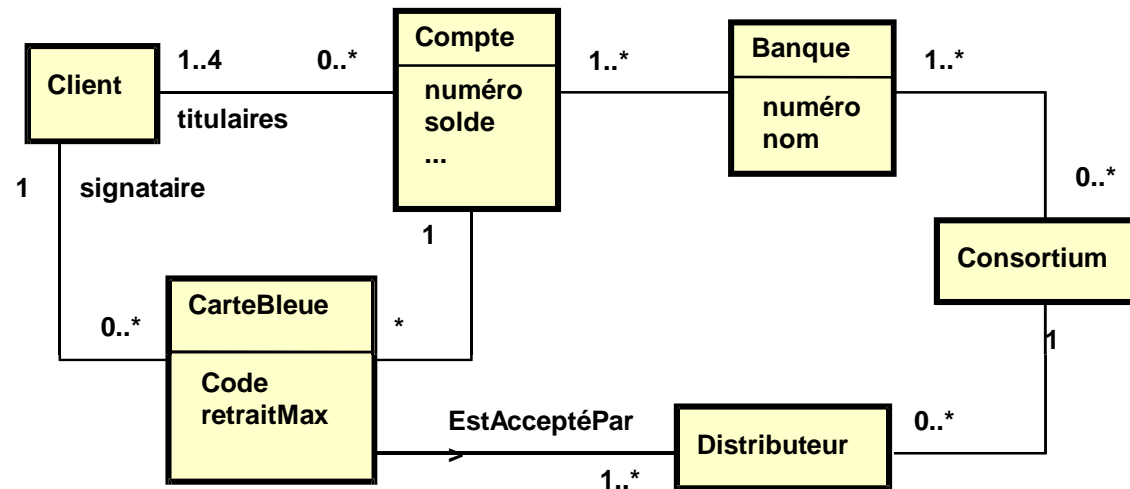 Client
1..4
titulaires
0..*
Compte
numéro
solde
...
1..*
Banque
numéro
nom
1..*
0..*
Consortium
1
1
signataire
0..*
CarteBleue
Code
retraitMax
*
1
EstAcceptéPar
>
1..*
Distributeur
0..*